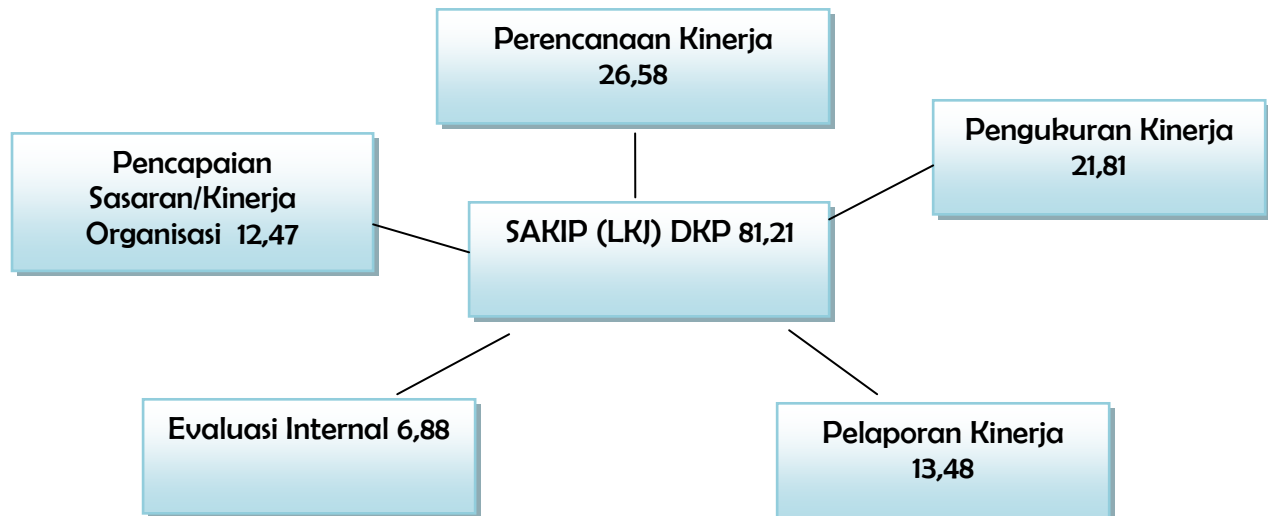 Perencanaan Kinerja
26,58
Pengukuran Kinerja
21,81
Pencapaian
Sasaran/Kinerja
Organisasi 12,47
SAKIP (LKJ) DKP 81,21
Evaluasi Internal 6,88
Pelaporan Kinerja
13,48